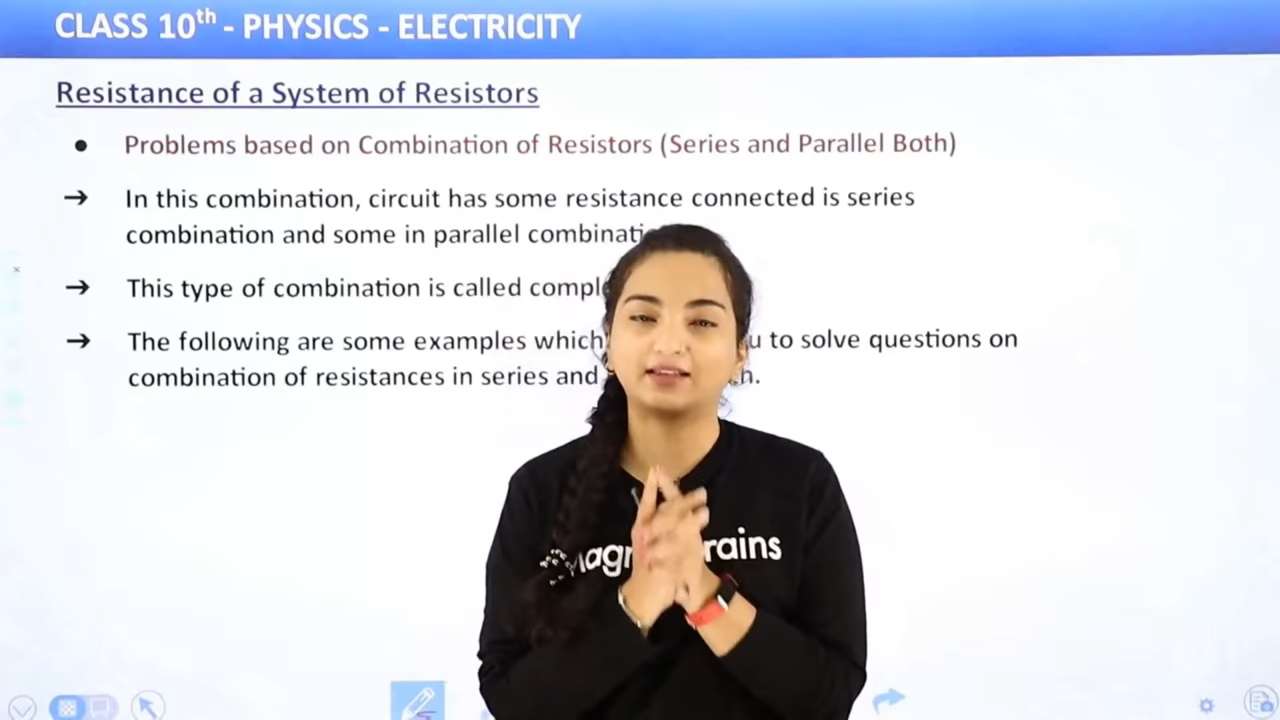 CLASS 10th - PHYSICS - ELECTRICITY
Resistance of a System of Resistors
● Problems based on Combination of Resistors (Series and Parallel Both)
➔ In this combination, circuit has some resistance connected is series
combination and some in parallel
➔ This type of combination is called
➔ The following are some examples which to solve questions on
combination of resistances in series and